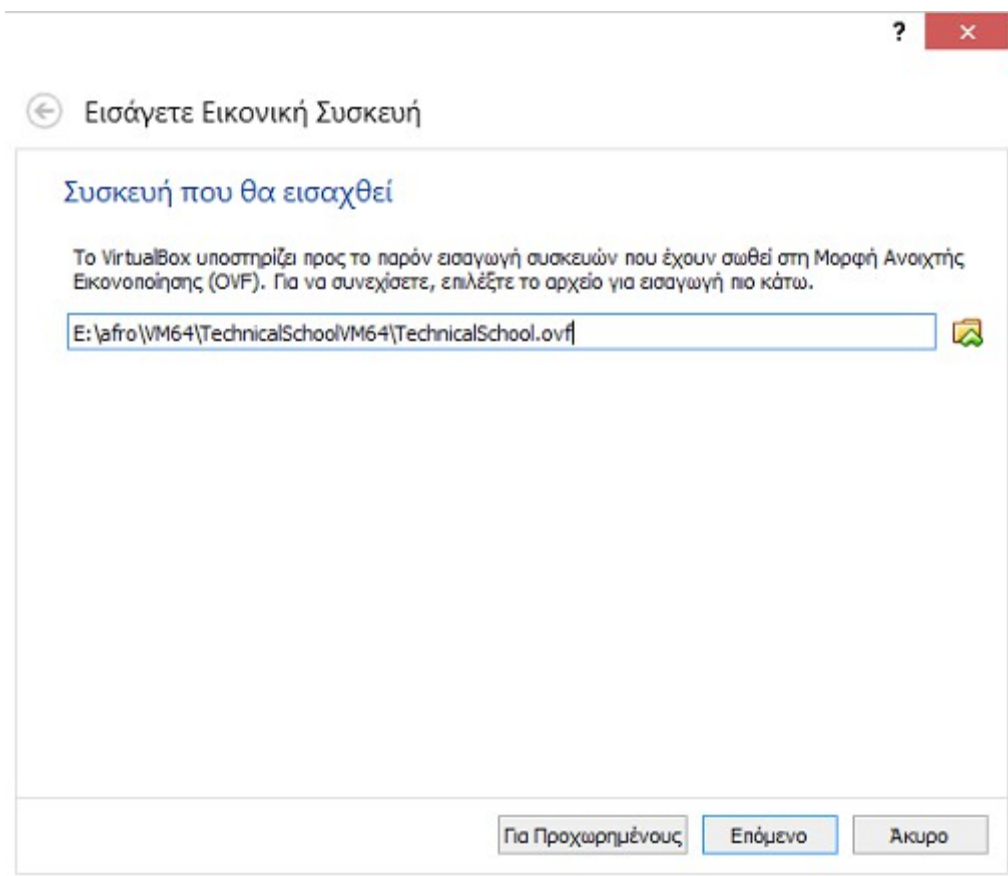 ?
Εισάγετε Εικονική Συσκευή
Συσκευή που θα εισαχθεί
Το VirtualBox υποστηρίζει προς το παρόν εισαγωγή συσκευών που έχουν σωθεί στη Μορφή Ανοιχτής
Εικονοποίησης (OVF). Για να συνεχίσετε, επιλέξτε το αρχείο για εισαγωγή πιο κάτω.
E:\afro\VM64\TechnicalSchoolVM64\TechnicalSchool.ovf
Για Προχωρημένους Επόμενο Άκυρο